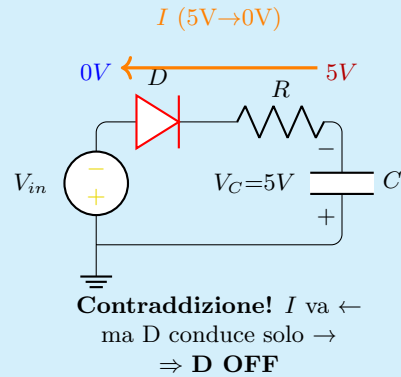 I (5V→0V)
0V
5V
D
R
−
−
V_in
V_C=5V
C
+
+
Contraddizione! I va ←
ma D conduce solo →
⇒ D OFF